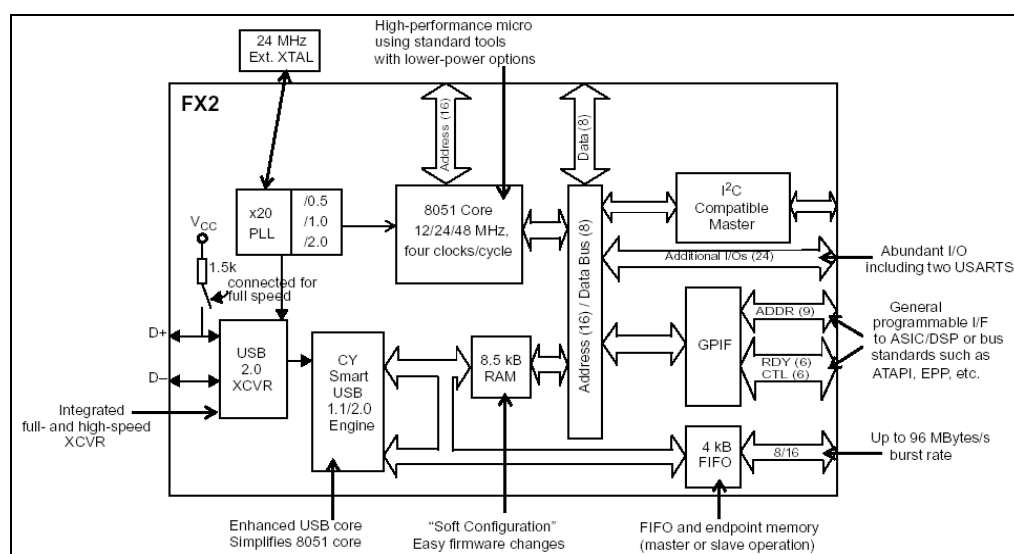 High-performance micro
using standard tools
with lower-power options
24 MHz
Ext. XTAL
FX2
Address (16)
Data (8)
x20
PLL
/0.5
/1.0
/2.0
8051 Core
12/24/48 MHz,
four clocks/cycle
I2C
Compatible
Master
VCC
1.5k
connected for
full speed
Additional I/Os (24)
Abundant I/O
including two USARTS
Address (16) / Data Bus (8)
D+
D–
USB
2.0
XCVR
CY
Smart
USB
1.1/2.0
Engine
8.5 kB
RAM
GPIF
ADDR (9)
RDY (6)
CTL (6)
General
programmable I/F
to ASIC/DSP or bus
standards such as
ATAPI, EPP, etc.
Integrated
full- and high-speed
XCVR
4 kB
FIFO
8/16
Up to 96 MBytes/s
burst rate
Enhanced USB core
Simplifies 8051 core
“Soft Configuration”
Easy firmware changes
FIFO and endpoint memory
(master or slave operation)